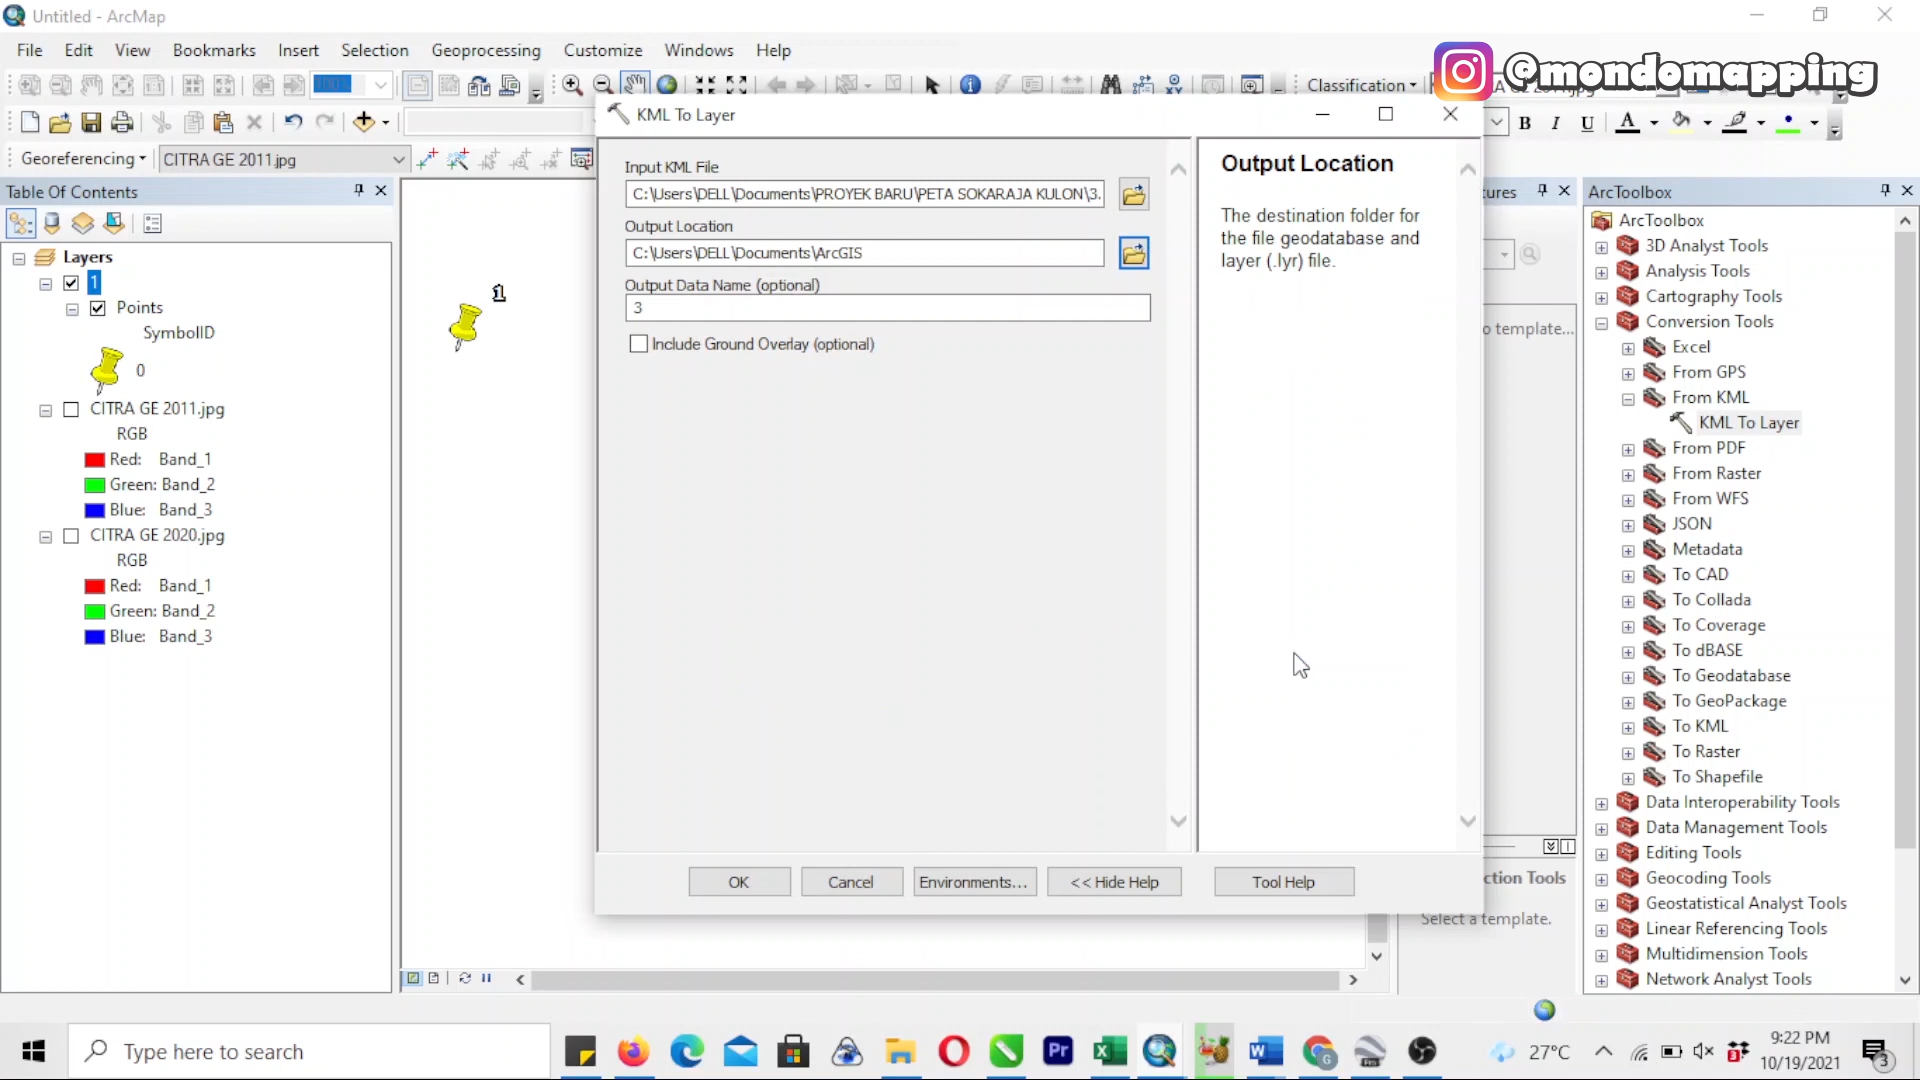 Untitled - ArcMap
File Edit View Bookmarks Insert Selection Geoprocessing Customize Windows Help
@mondomapping
Classification
B I U A
Georeferencing CITRA GE 2011.jpg
Table Of Contents
Layers
1
Points
SymbolID
0
CITRA GE 2011.jpg
RGB
Red: Band_1
Green: Band_2
Blue: Band_3
CITRA GE 2020.jpg
RGB
Red: Band_1
Green: Band_2
Blue: Band_3
1
KML To Layer
Input KML File
C:\Users\DELL\Documents\PROYEK BARU\PETA SOKARAJA KULON\3.
Output Location
C:\Users\DELL\Documents\ArcGIS
Output Data Name (optional)
3
Include Ground Overlay (optional)
OK Cancel Environments... << Hide Help Tool Help
Output Location
The destination folder for
the file geodatabase and
layer (.lyr) file.
ures
o template...
ction Tools
Select a template.
ArcToolbox
ArcToolbox
3D Analyst Tools
Analysis Tools
Cartography Tools
Conversion Tools
Excel
From GPS
From KML
KML To Layer
From PDF
From Raster
From WFS
JSON
Metadata
To CAD
To Collada
To Coverage
To dBASE
To Geodatabase
To GeoPackage
To KML
To Raster
To Shapefile
Data Interoperability Tools
Data Management Tools
Editing Tools
Geocoding Tools
Geostatistical Analyst Tools
Linear Referencing Tools
Multidimension Tools
Network Analyst Tools
Type here to search
Pr
27°C
9:22 PM
10/19/2021
3